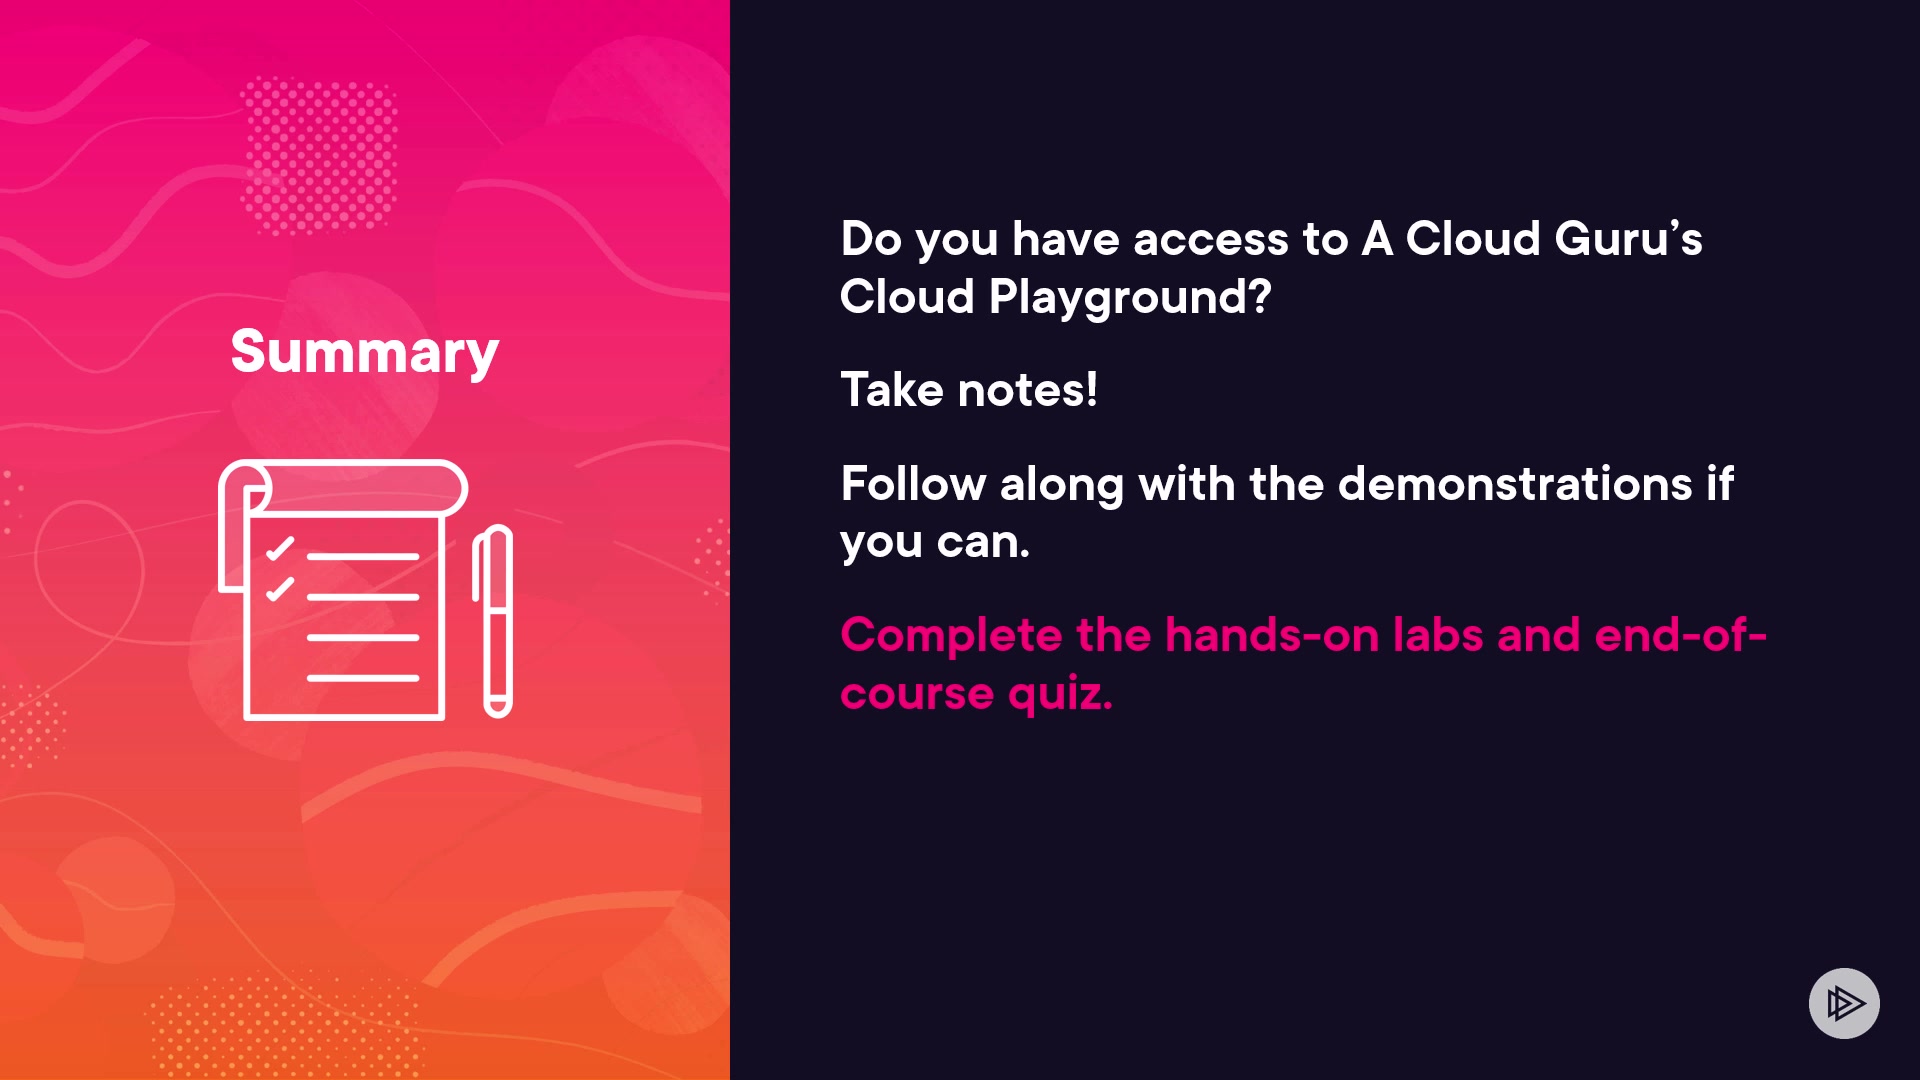 Summary
Do you have access to A Cloud Guru’s
Cloud Playground?
Take notes!
Follow along with the demonstrations if
you can.
Complete the hands-on labs and end-of-
course quiz.